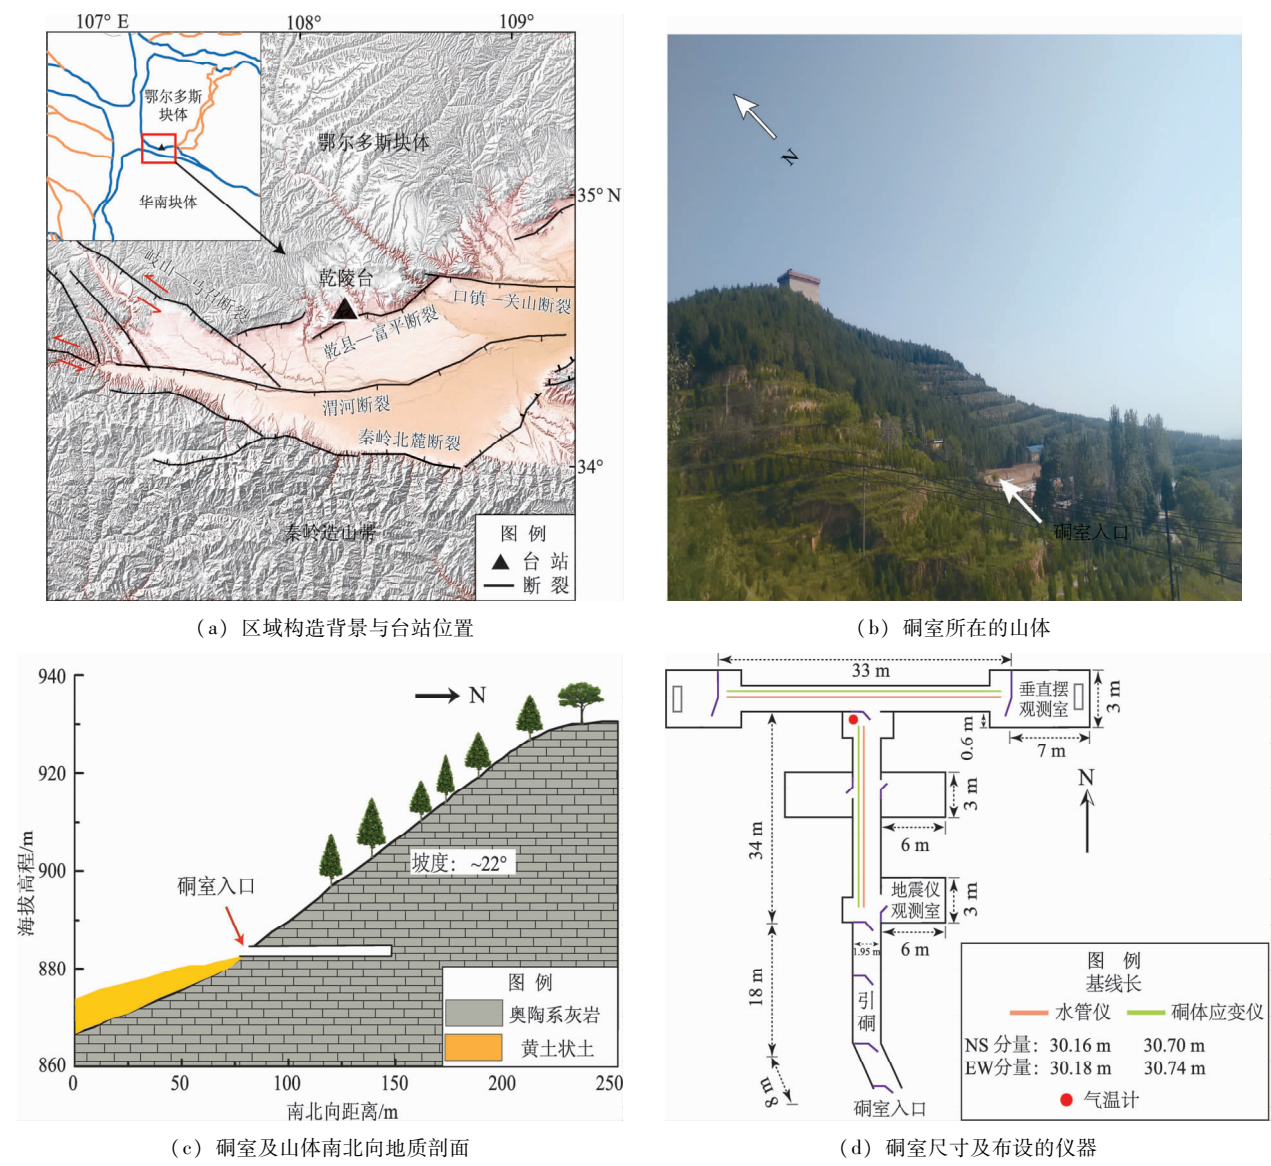 107° E
108°
109°
鄂尔多斯
块体
华南块体
鄂尔多斯块体
35° N
岐山—马召断裂
乾陵台
口镇—关山断裂
乾县—富平断裂
渭河断裂
秦岭北麓断裂
34°
秦岭造山带
图 例
台 站
断 裂
(a) 区域构造背景与台站位置
N
硐室入口
(b) 硐室所在的山体
940
920
900
880
860
海拔高程/m
N
坡度: ~22°
硐室入口
图 例
奥陶系灰岩
黄土状土
0
50
100
150
200
250
南北向距离/m
(c) 硐室及山体南北向地质剖面
33 m
垂直摆
观测室
3 m
0.6 m
7 m
N
3 m
6 m
34 m
地震仪
观测室
3 m
6 m
1.95 m
18 m
引
硐
8 m
硐室入口
图 例
基线长
水管仪
硐体应变仪
NS 分量: 30.16 m 30.70 m
EW分量: 30.18 m 30.74 m
气温计
(d) 硐室尺寸及布设的仪器